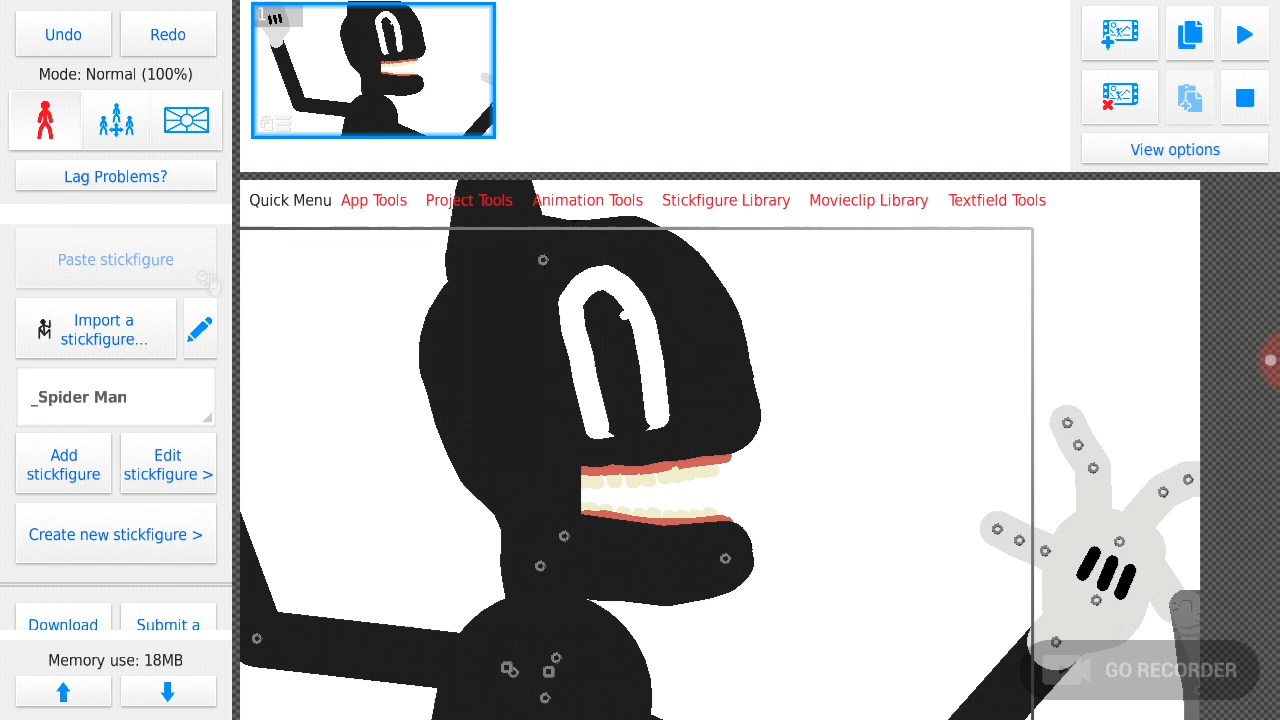 Undo
Redo
Mode: Normal (100%)
Lag Problems?
Paste stickfigure
Import a
stickfigure...
_Spider Man
Add
stickfigure
Edit
stickfigure >
Create new stickfigure >
Download
Submit a
Memory use: 18MB
1
View options
Quick Menu
App Tools
Project Tools
Animation Tools
Stickfigure Library
Movieclip Library
Textfield Tools
GO RECORDER